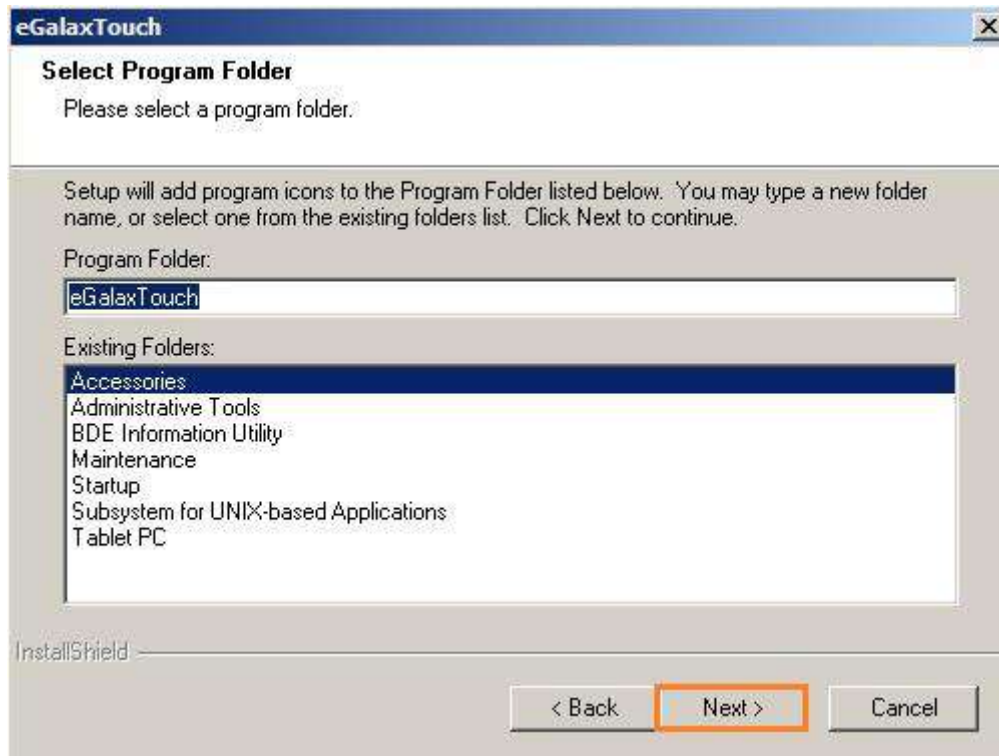 eGalaxTouch
Select Program Folder
Please select a program folder.
Setup will add program icons to the Program Folder listed below.  You may type a new folder
name, or select one from the existing folders list.  Click Next to continue.
Program Folder:
eGalaxTouch
Existing Folders:
Accessories
Administrative Tools
BDE Information Utility
Maintenance
Startup
Subsystem for UNIX-based Applications
Tablet PC
InstallShield
< Back Next > Cancel